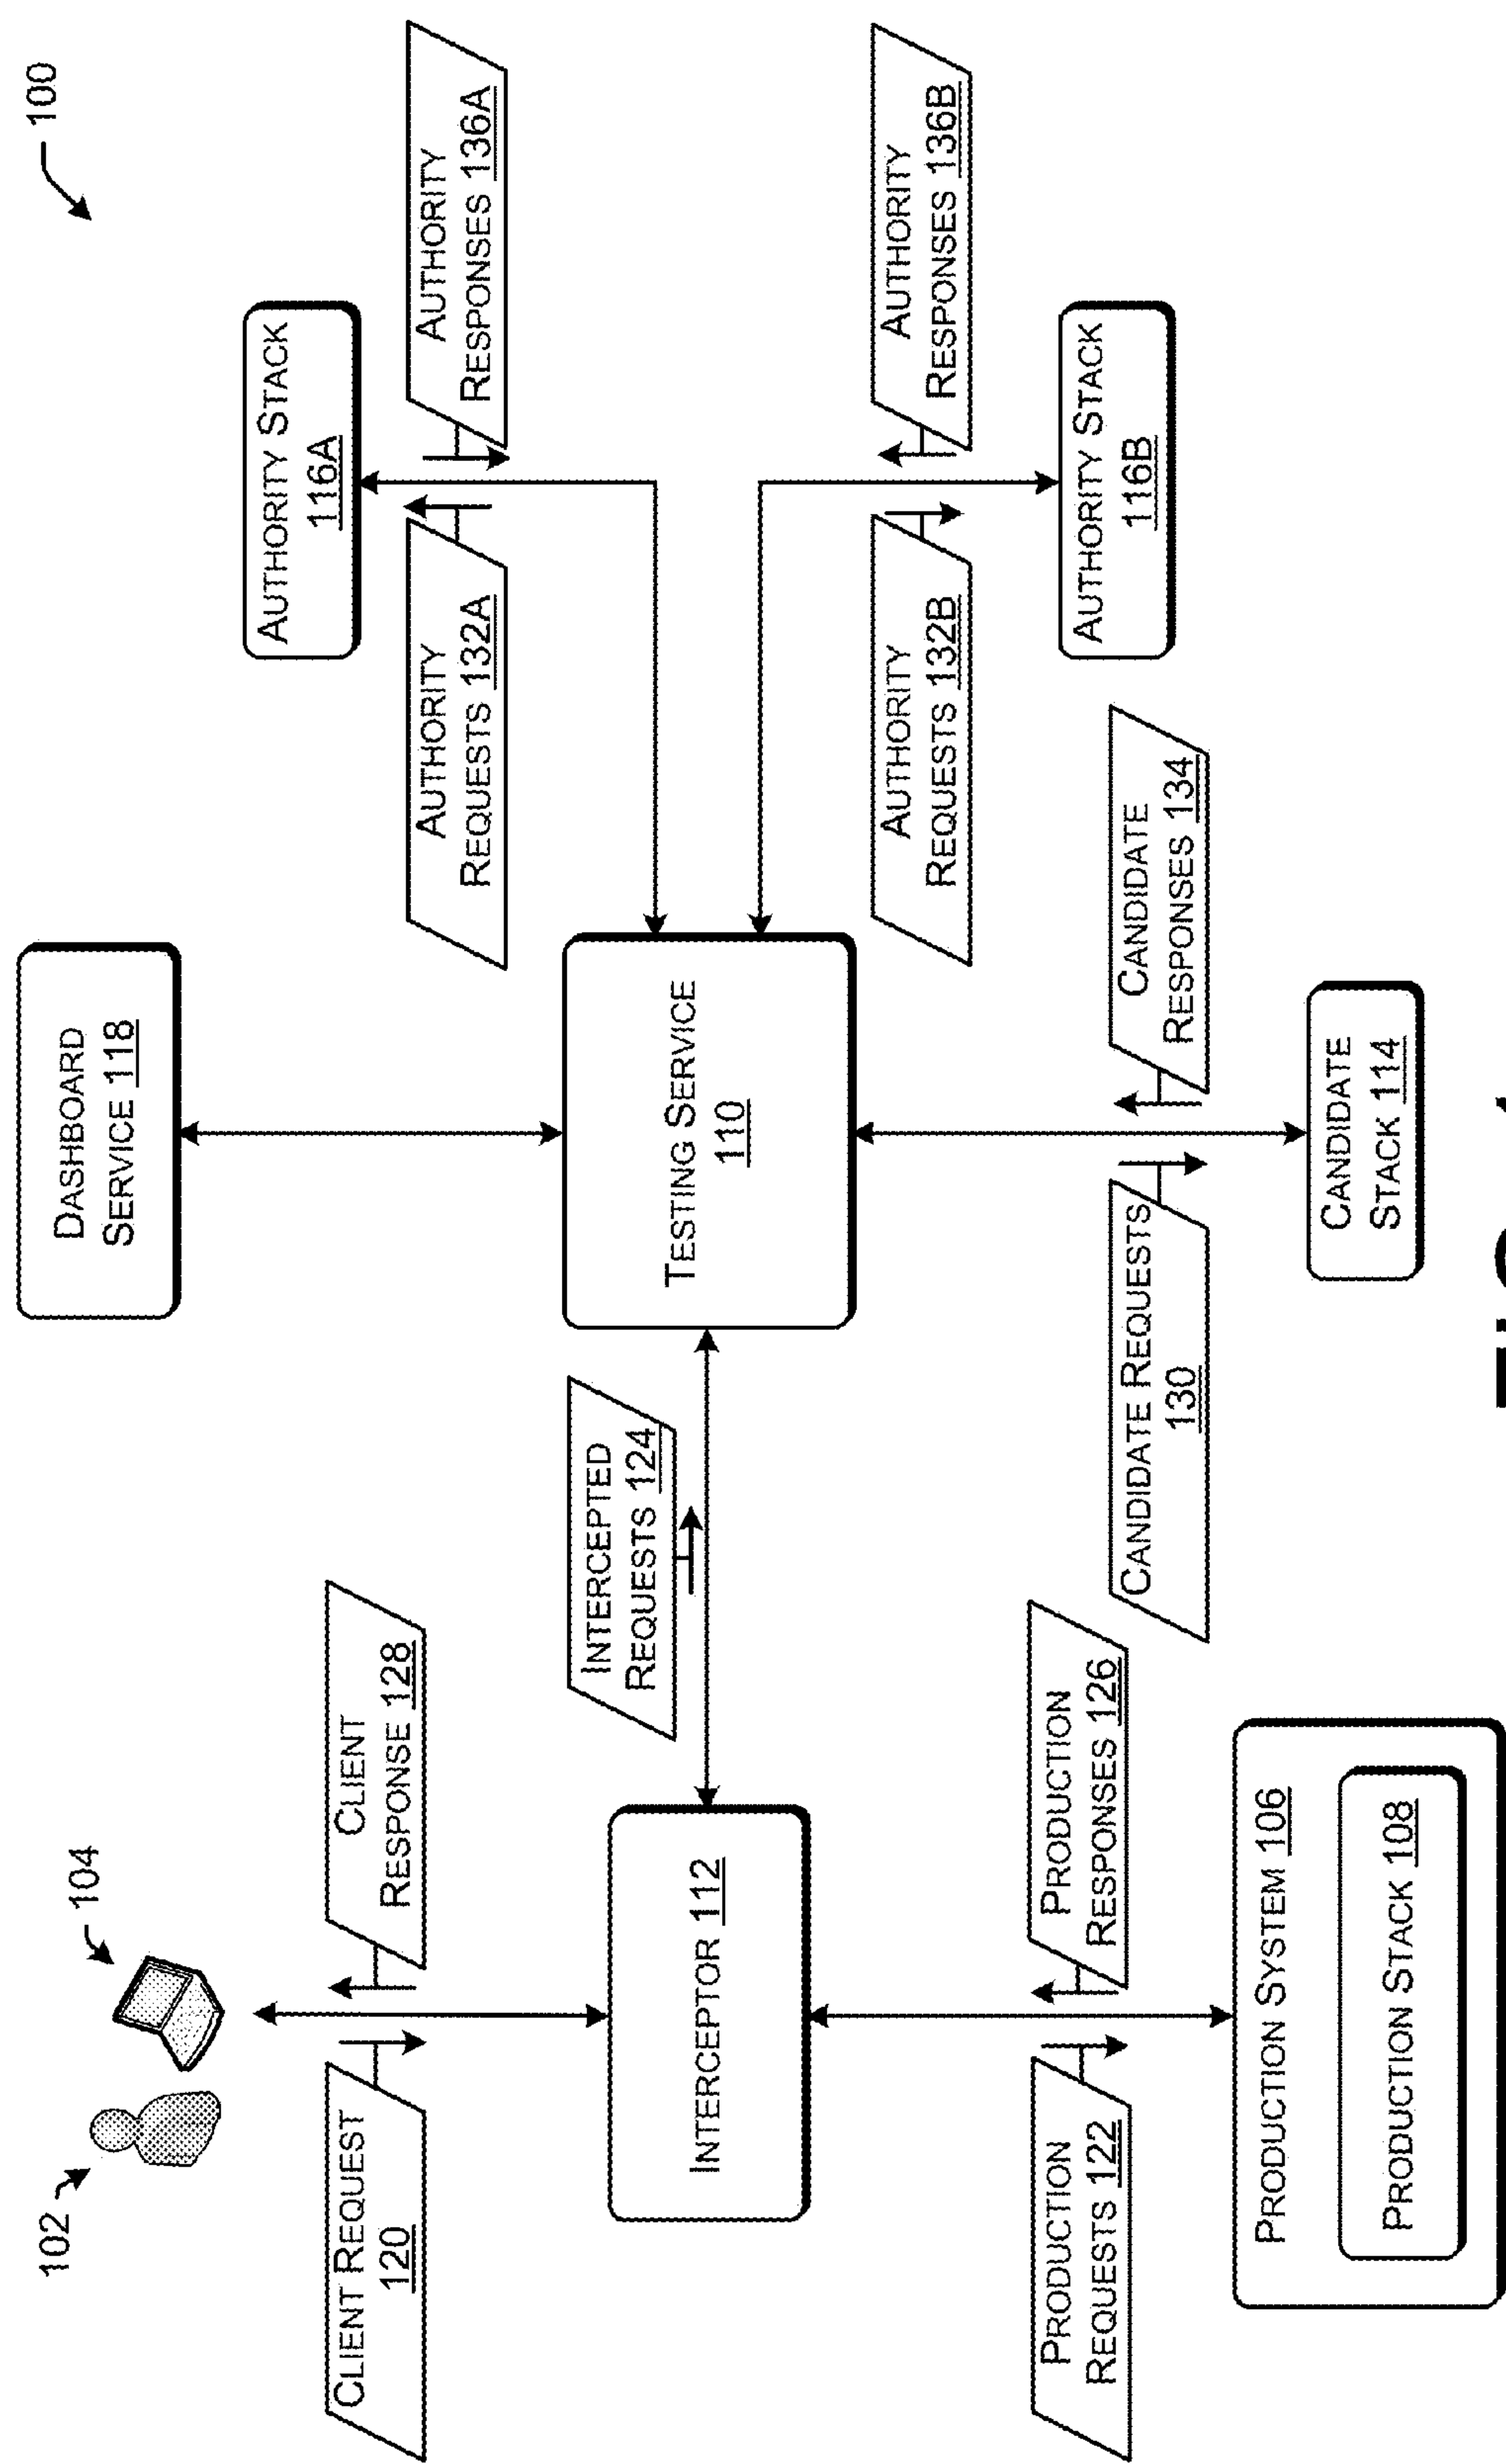 100
102
104
DASHBOARD
SERVICE 118
AUTHORITY STACK
116A
CLIENT REQUEST
120
CLIENT
RESPONSE 128
AUTHORITY
REQUESTS 132A
AUTHORITY
RESPONSES 136A
INTERCEPTED
REQUESTS 124
INTERCEPTOR 112
TESTING SERVICE
110
AUTHORITY
REQUESTS 132B
AUTHORITY
RESPONSES 136B
PRODUCTION
REQUESTS 122
PRODUCTION
RESPONSES 126
CANDIDATE REQUESTS
130
CANDIDATE
RESPONSES 134
AUTHORITY STACK
116B
PRODUCTION SYSTEM 106
PRODUCTION STACK 108
CANDIDATE
STACK 114